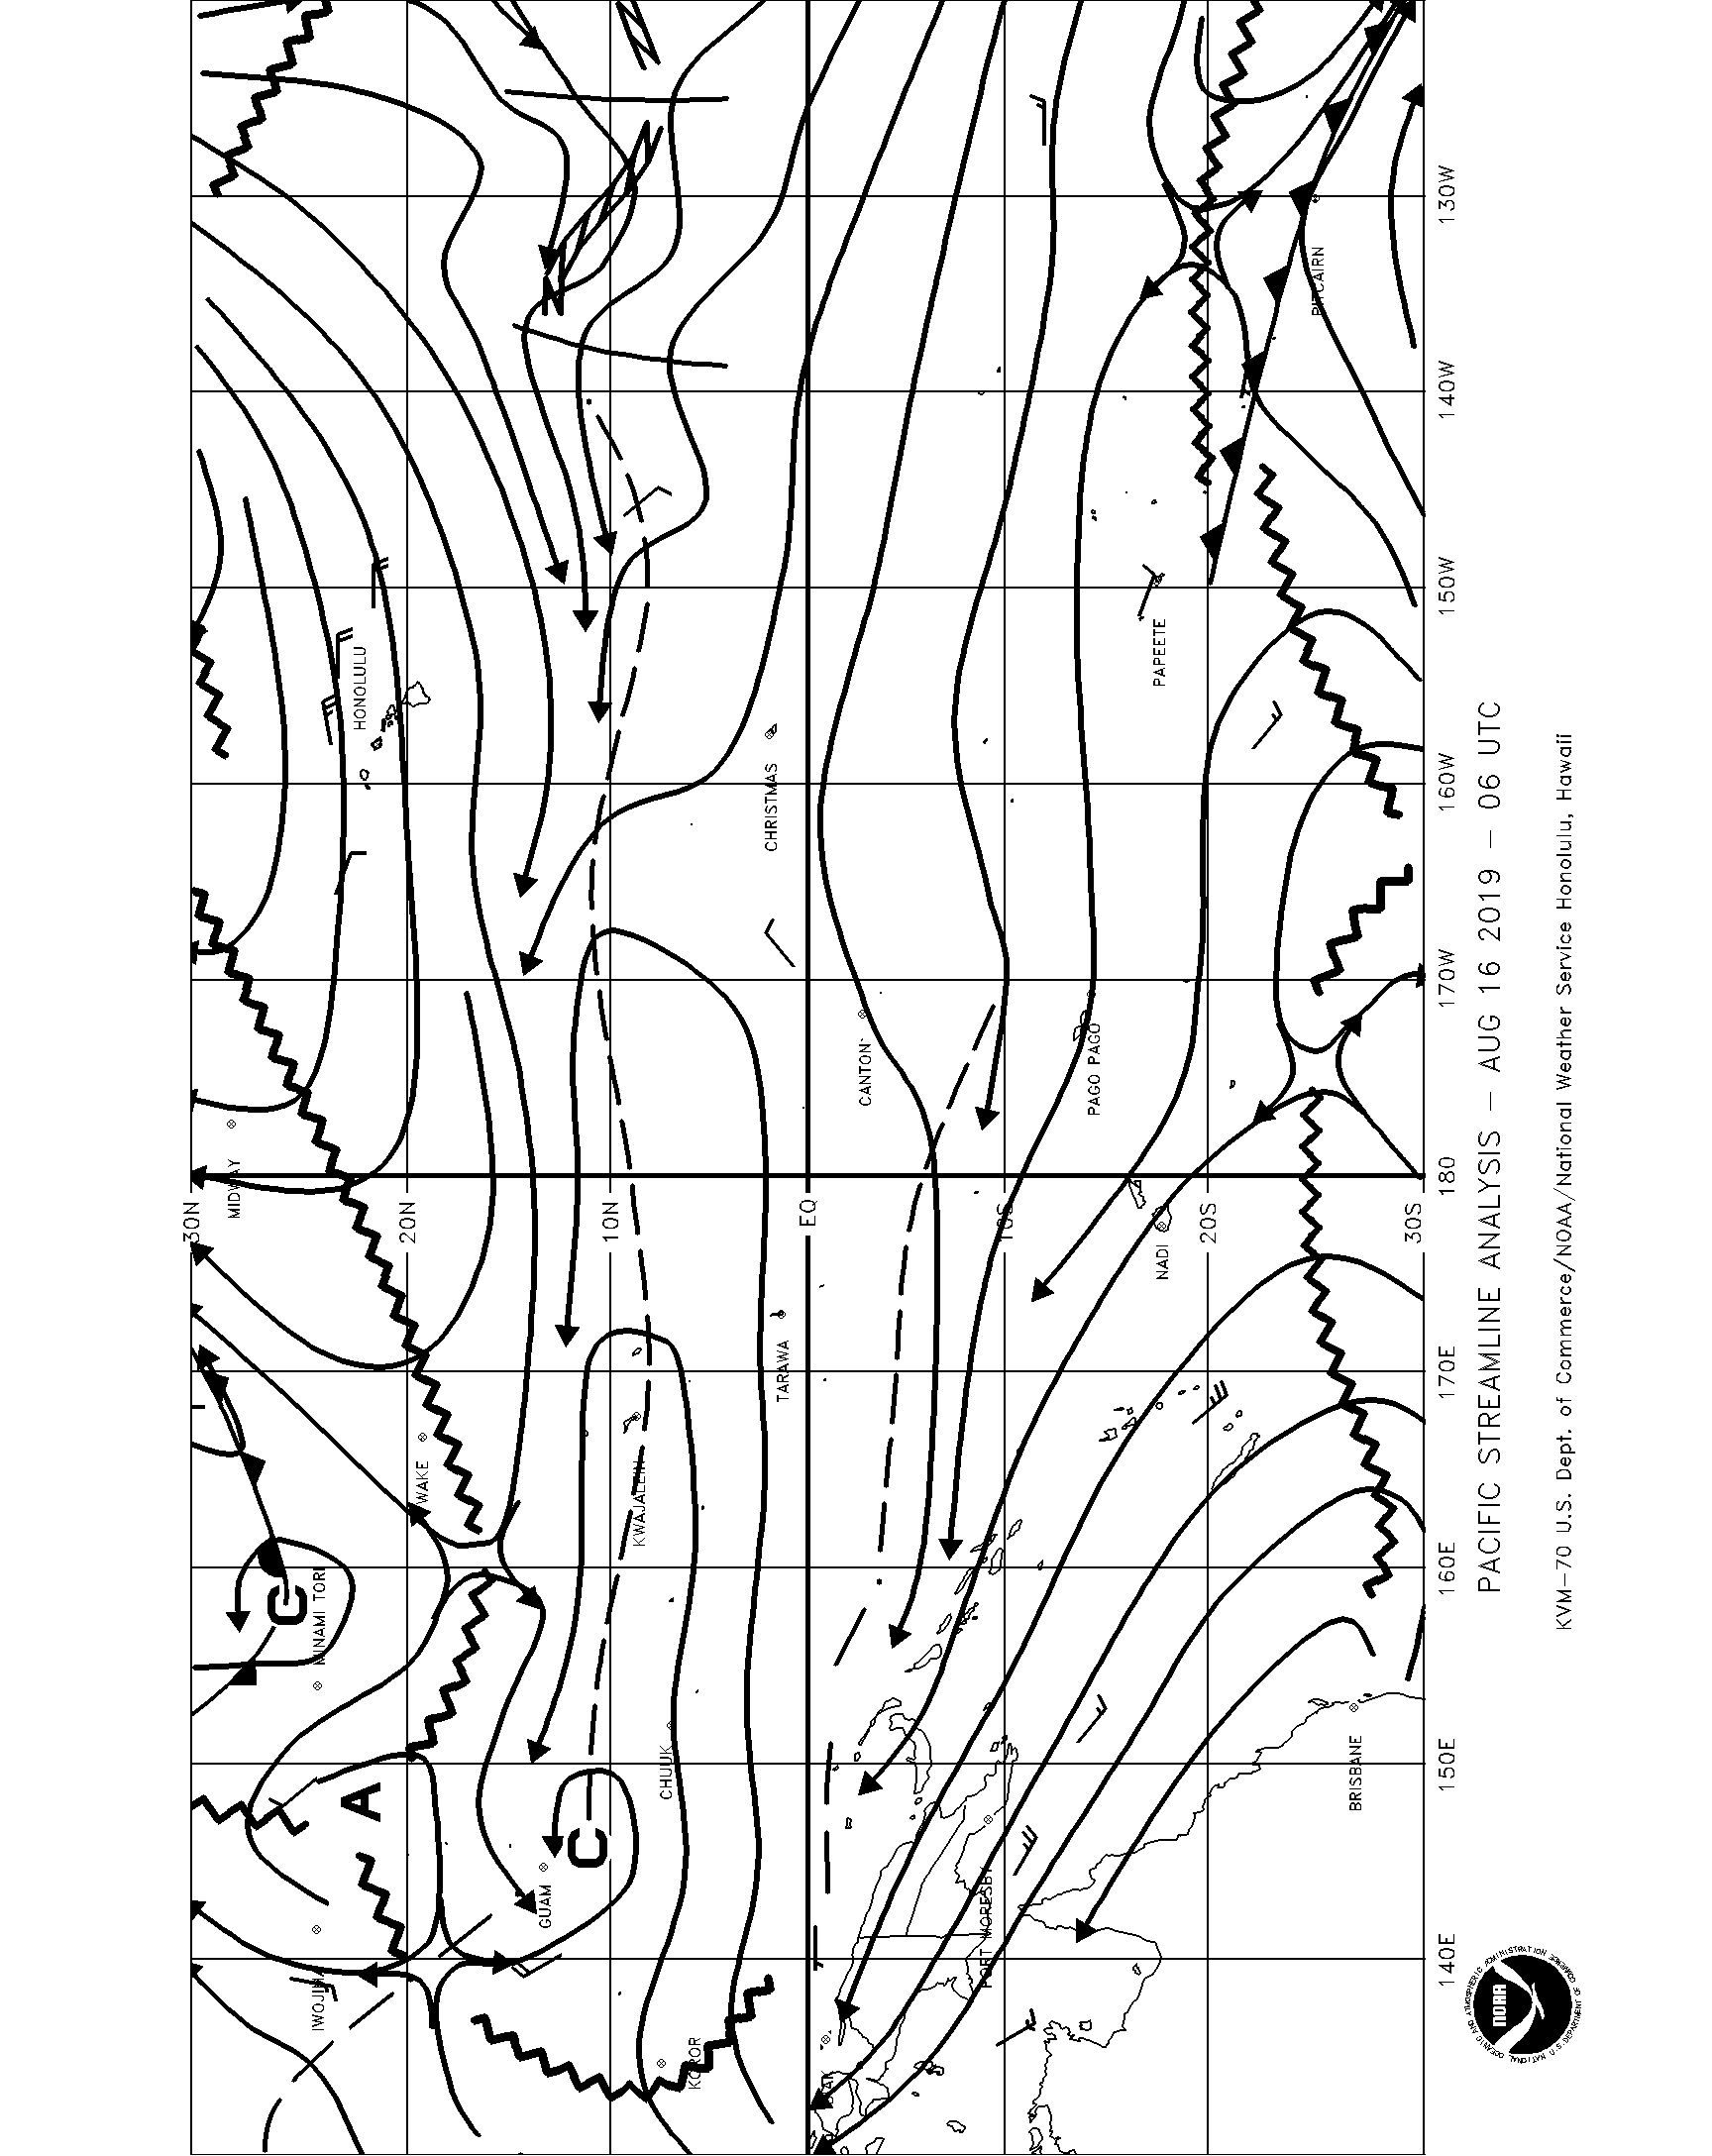 30N
20N
10N
EQ
10S
20S
30S
140E
150E
160E
170E
180
170W
160W
150W
140W
130W
MIDWAY
HONOLULU
MINAMI TORI
WAKE
IWOJIMA
GUAM
KWAJALEIN
CHUUK
KOROR
TARAWA
CHRISTMAS
CANTON
PAGO PAGO
PAPEETE
PITCAIRN
NADI
PORT MORESBY
BRISBANE
A
C
C
PACIFIC STREAMLINE ANALYSIS – AUG 16 2019 – 06 UTC
KVM–70 U.S. Dept. of Commerce/NOAA/National Weather Service Honolulu, Hawaii
NOAA
NATIONAL OCEANIC AND ATMOSPHERIC ADMINISTRATION
U.S. DEPARTMENT OF COMMERCE